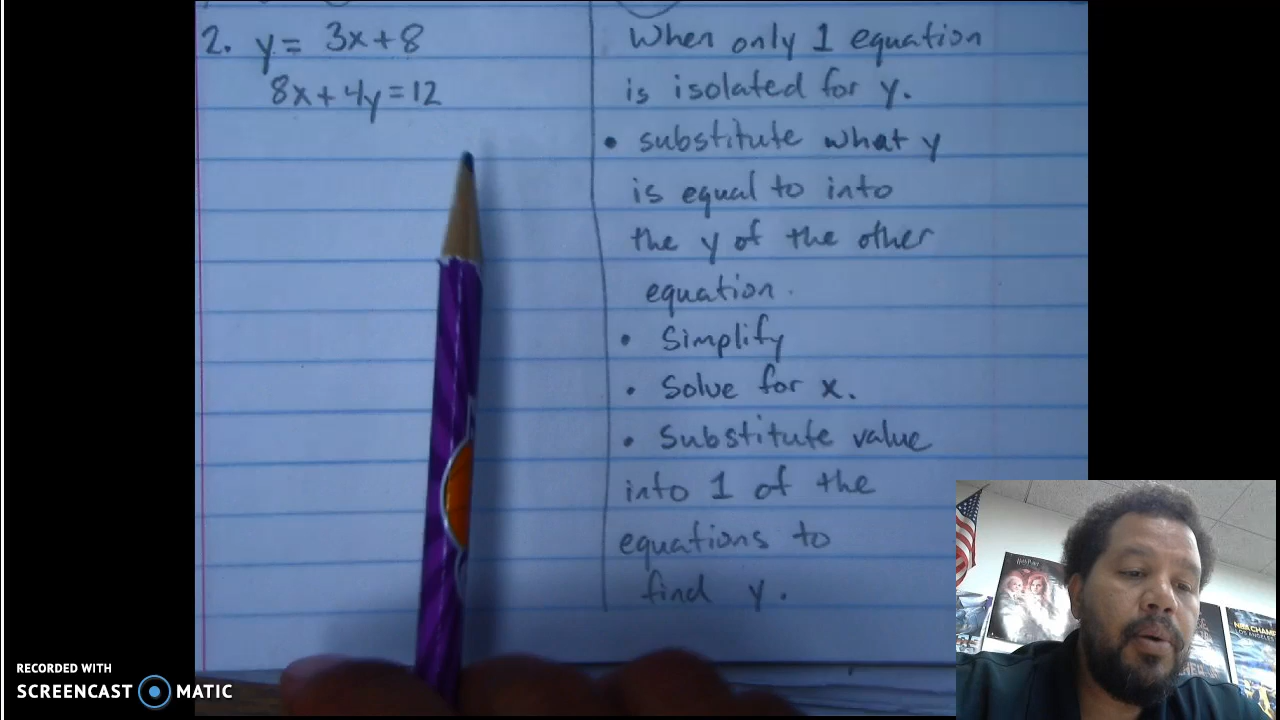 2. y = 3x + 8
8x + 4y = 12
When only 1 equation
is isolated for y.
• substitute what y
is equal to into
the y of the other
equation.
• Simplify
• Solve for x.
• Substitute value
into 1 of the
equations to
find y.
RECORDED WITH
SCREENCAST MATIC